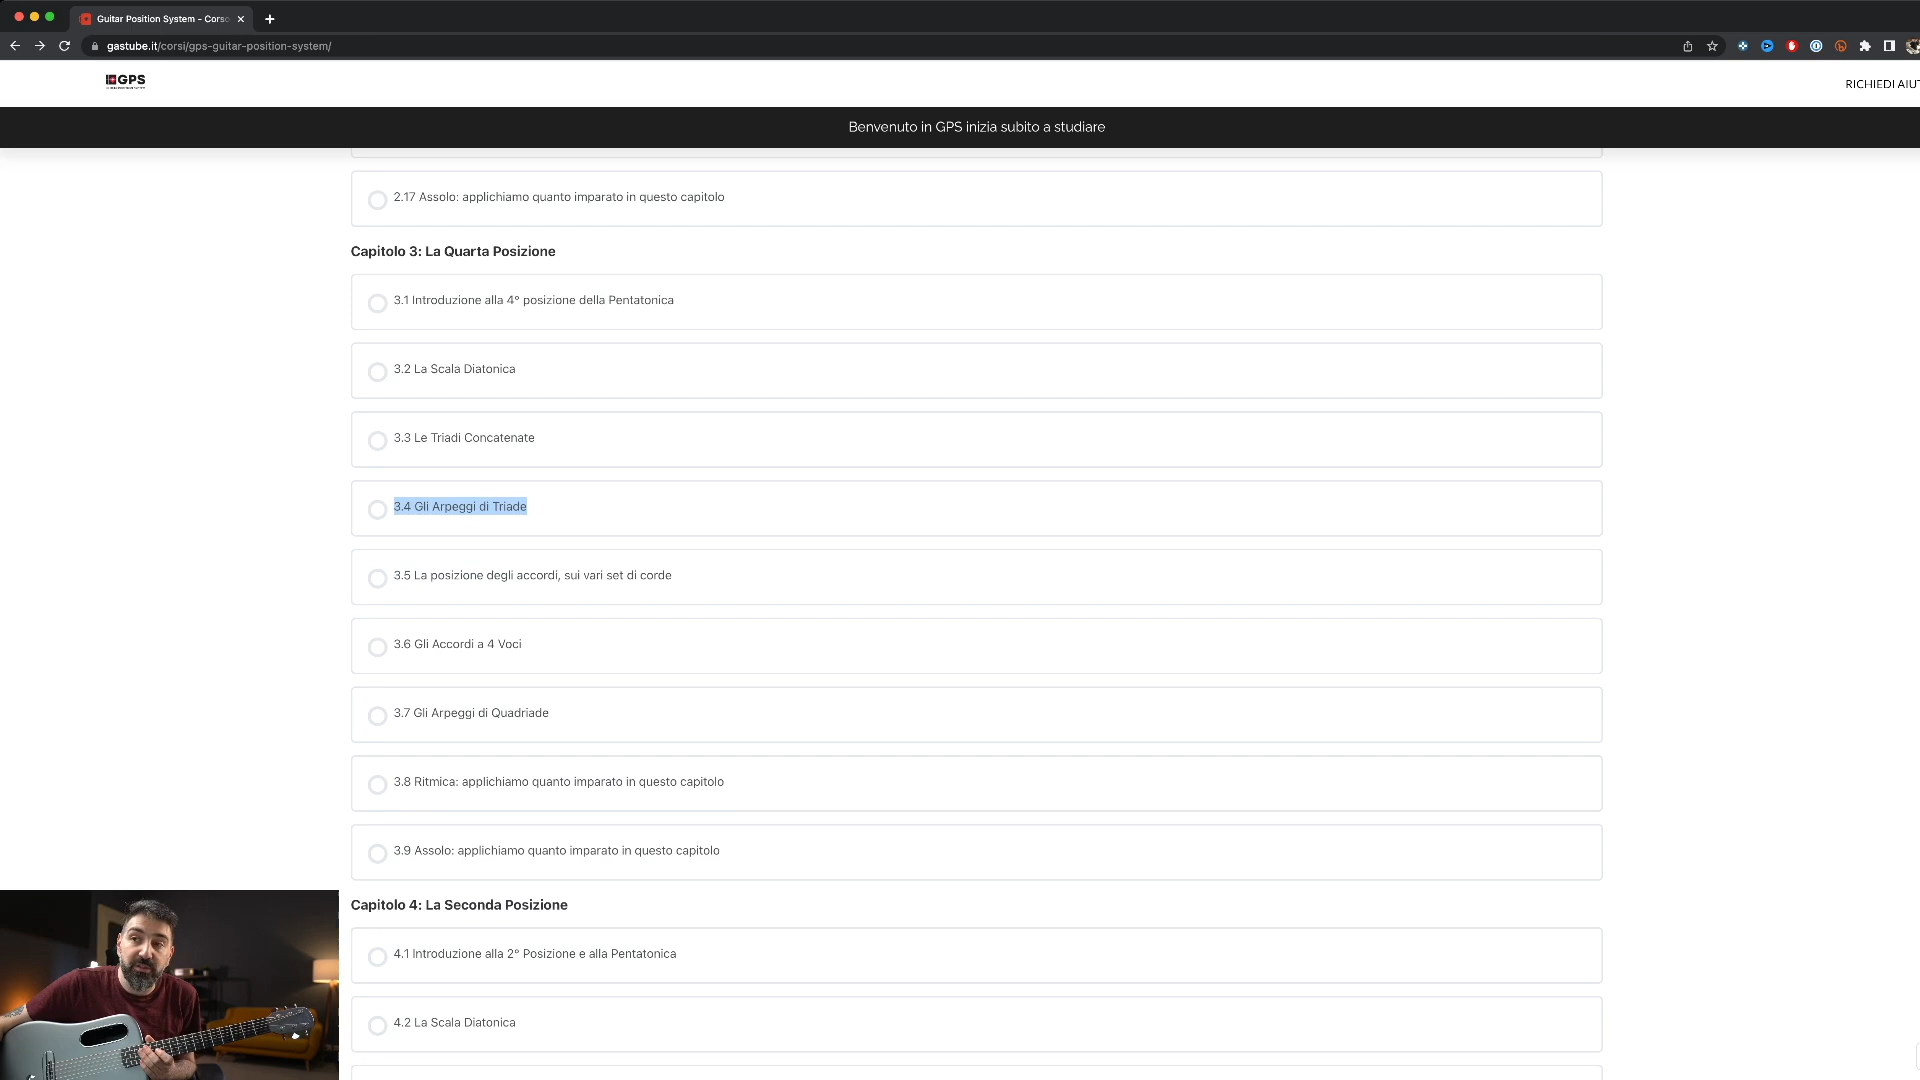 Guitar Position System - Corso
gastube.it/corsi/gps-guitar-position-system/
GPS
RICHIEDI AIUT
Benvenuto in GPS inizia subito a studiare
2.17 Assolo: applichiamo quanto imparato in questo capitolo
Capitolo 3: La Quarta Posizione
3.1 Introduzione alla 4° posizione della Pentatonica
3.2 La Scala Diatonica
3.3 Le Triadi Concatenate
3.4 Gli Arpeggi di Triade
3.5 La posizione degli accordi, sui vari set di corde
3.6 Gli Accordi a 4 Voci
3.7 Gli Arpeggi di Quadriade
3.8 Ritmica: applichiamo quanto imparato in questo capitolo
3.9 Assolo: applichiamo quanto imparato in questo capitolo
Capitolo 4: La Seconda Posizione
4.1 Introduzione alla 2° Posizione e alla Pentatonica
4.2 La Scala Diatonica